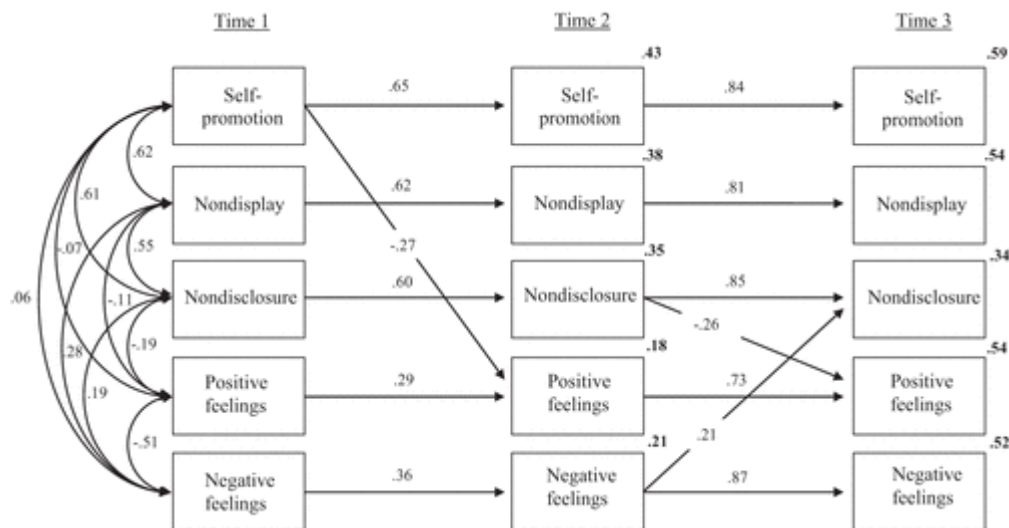 Time 1 Time 2 Time 3
.43 .59
Self-promotion .65 Self-promotion .84 Self-promotion
.62 .38 .54
Nondisplay .62 Nondisplay .81 Nondisplay
.61
-.07 .55 -.27 .35 .34
.06 -.11 Nondisclosure .60 Nondisclosure .85 Nondisclosure
-.26
-.19 .18 .54
.28 .19 Positive feelings .29 Positive feelings .73 Positive feelings
.21
-.51 .21 .52
Negative feelings .36 Negative feelings .87 Negative feelings